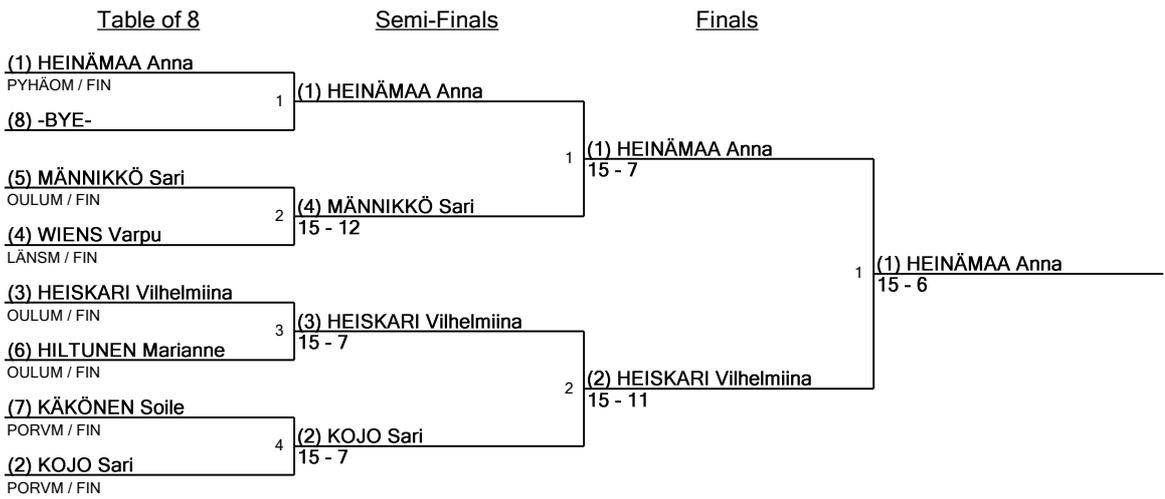 Table of 8
Semi-Finals
Finals
(1) HEINÄMAA Anna
PYHÄOM / FIN
(8) -BYE-
(5) MÄNNIKKÖ Sari
OULUM / FIN
(4) WIENS Varpu
LÄNSM / FIN
(3) HEISKARI Vilhelmiina
OULUM / FIN
(6) HILTUNEN Marianne
OULUM / FIN
(7) KÄKÖNEN Soile
PORVM / FIN
(2) KOJO Sari
PORVM / FIN
1
2
3
4
(1) HEINÄMAA Anna
(4) MÄNNIKKÖ Sari
15 - 12
(3) HEISKARI Vilhelmiina
15 - 7
(2) KOJO Sari
15 - 7
1
2
(1) HEINÄMAA Anna
15 - 7
(2) HEISKARI Vilhelmiina
15 - 11
1
(1) HEINÄMAA Anna
15 - 6